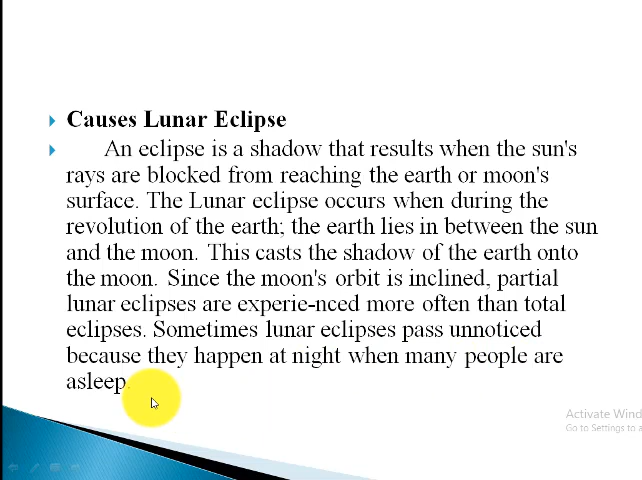 Causes Lunar Eclipse
An eclipse is a shadow that results when the sun's
rays are blocked from reaching the earth or moon's
surface. The Lunar eclipse occurs when during the
revolution of the earth; the earth lies in between the sun
and the moon. This casts the shadow of the earth onto
the moon. Since the moon's orbit is inclined, partial
lunar eclipses are experie-nced more often than total
eclipses. Sometimes lunar eclipses pass unnoticed
because they happen at night when many people are
asleep.
Activate Wind
Go to Settings to a